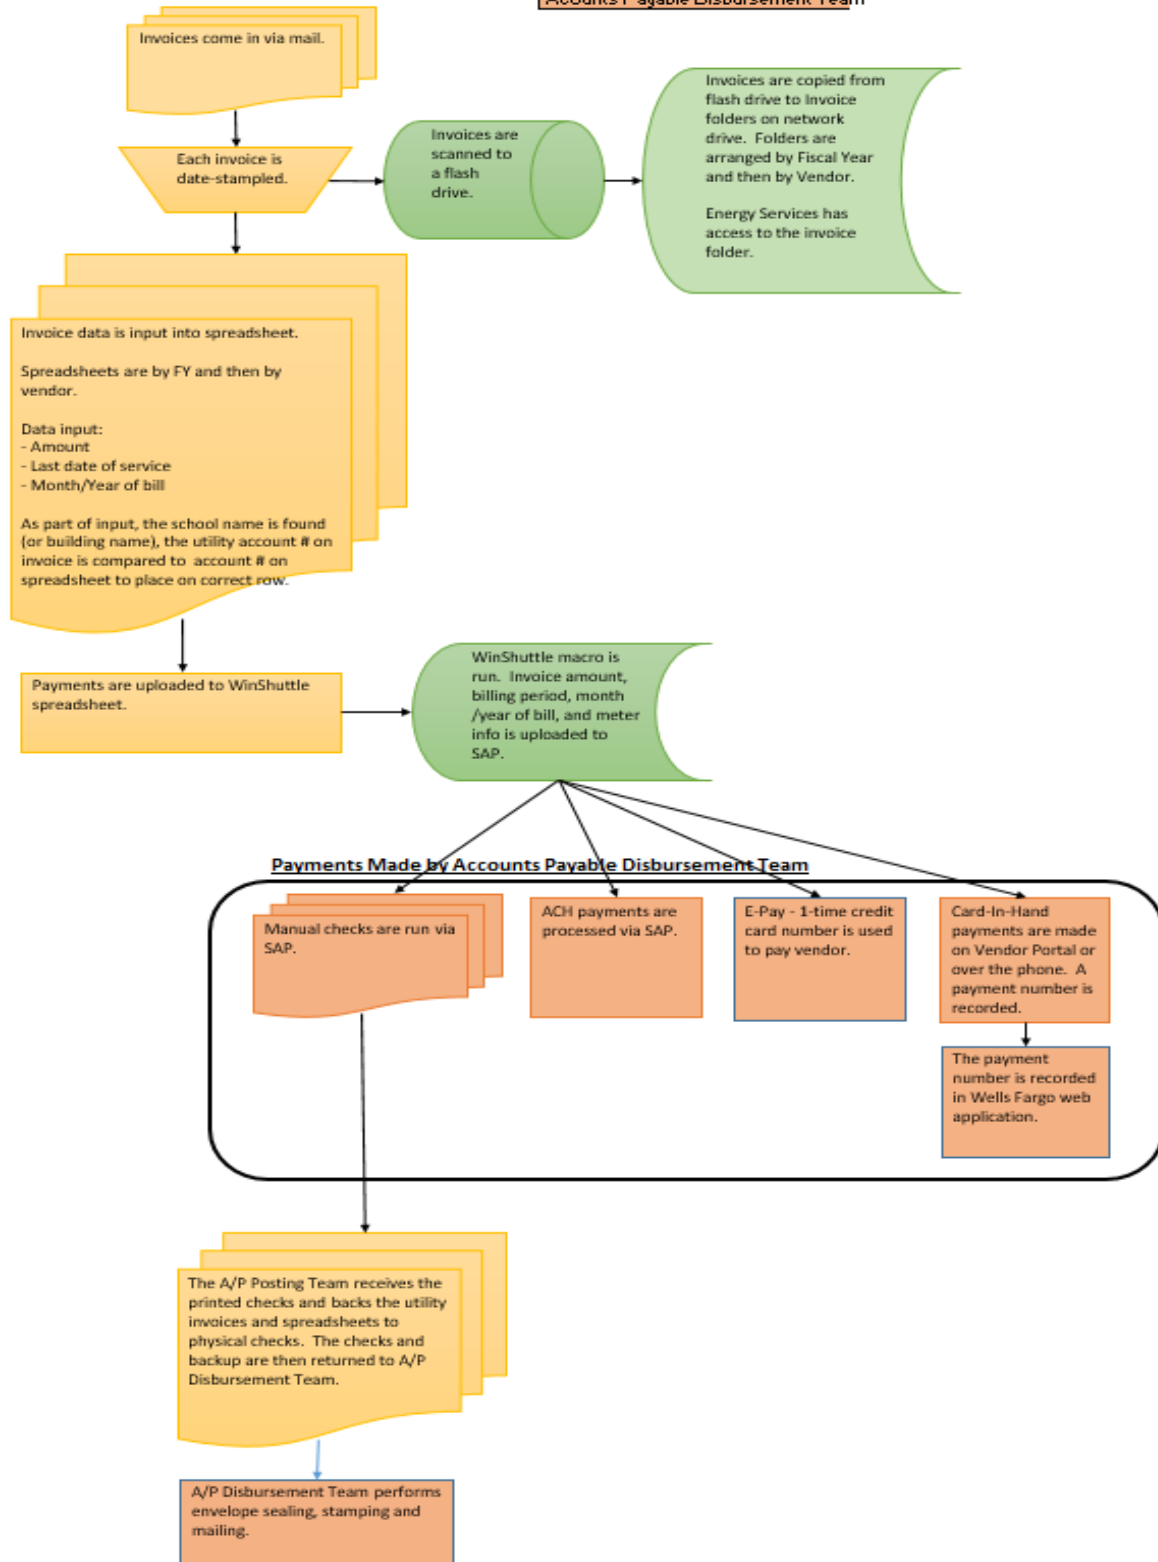 Accounts Payable Disbursement Team
Invoices come in via mail.
Each invoice is
date-stampled.
Invoices are
scanned to
a flash
drive.
Invoices are copied from
flash drive to Invoice
folders on network
drive. Folders are
arranged by Fiscal Year
and then by Vendor.
Energy Services has
access to the invoice
folder.
Invoice data is input into spreadsheet.
Spreadsheets are by FY and then by
vendor.
Data input:
- Amount
- Last date of service
- Month/Year of bill
As part of input, the school name is found
(or building name), the utility account # on
invoice is compared to account # on
spreadsheet to place on correct row.
Payments are uploaded to WinShuttle
spreadsheet.
WinShuttle macro is
run. Invoice amount,
billing period, month
/year of bill, and meter
info is uploaded to
SAP.
Payments Made by Accounts Payable Disbursement Team
Manual checks are run via
SAP.
ACH payments are
processed via SAP.
E-Pay - 1-time credit
card number is used
to pay vendor.
Card-In-Hand
payments are made
on Vendor Portal or
over the phone. A
payment number is
recorded.
The payment
number is recorded
in Wells Fargo web
application.
The A/P Posting Team receives the
printed checks and backs the utility
invoices and spreadsheets to
physical checks. The checks and
backup are then returned to A/P
Disbursement Team.
A/P Disbursement Team performs
envelope sealing, stamping and
mailing.